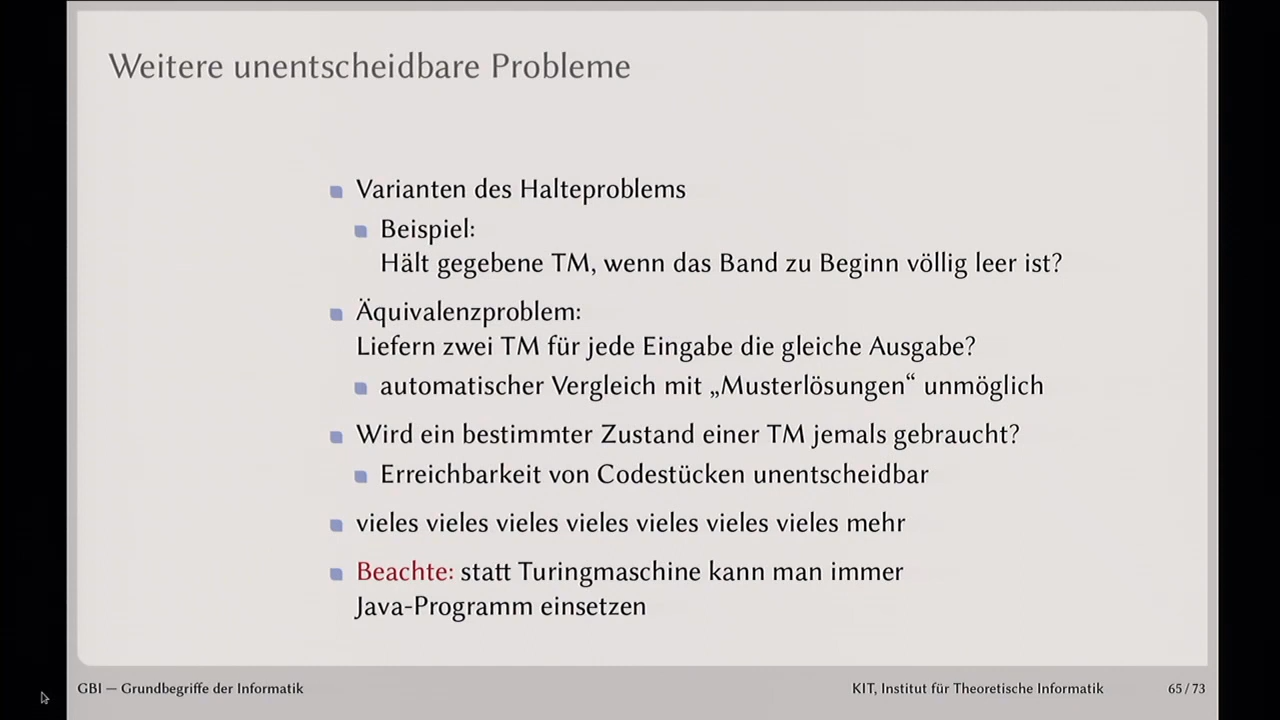 Weitere unentscheidbare Probleme
Varianten des Halteproblems
Beispiel:
Hält gegebene TM, wenn das Band zu Beginn völlig leer ist?
Äquivalenzproblem:
Liefern zwei TM für jede Eingabe die gleiche Ausgabe?
automatischer Vergleich mit „Musterlösungen“ unmöglich
Wird ein bestimmter Zustand einer TM jemals gebraucht?
Erreichbarkeit von Codestücken unentscheidbar
vieles vieles vieles vieles vieles vieles vieles mehr
Beachte: statt Turingmaschine kann man immer
Java-Programm einsetzen
GBI — Grundbegriffe der Informatik KIT, Institut für Theoretische Informatik 65 / 73